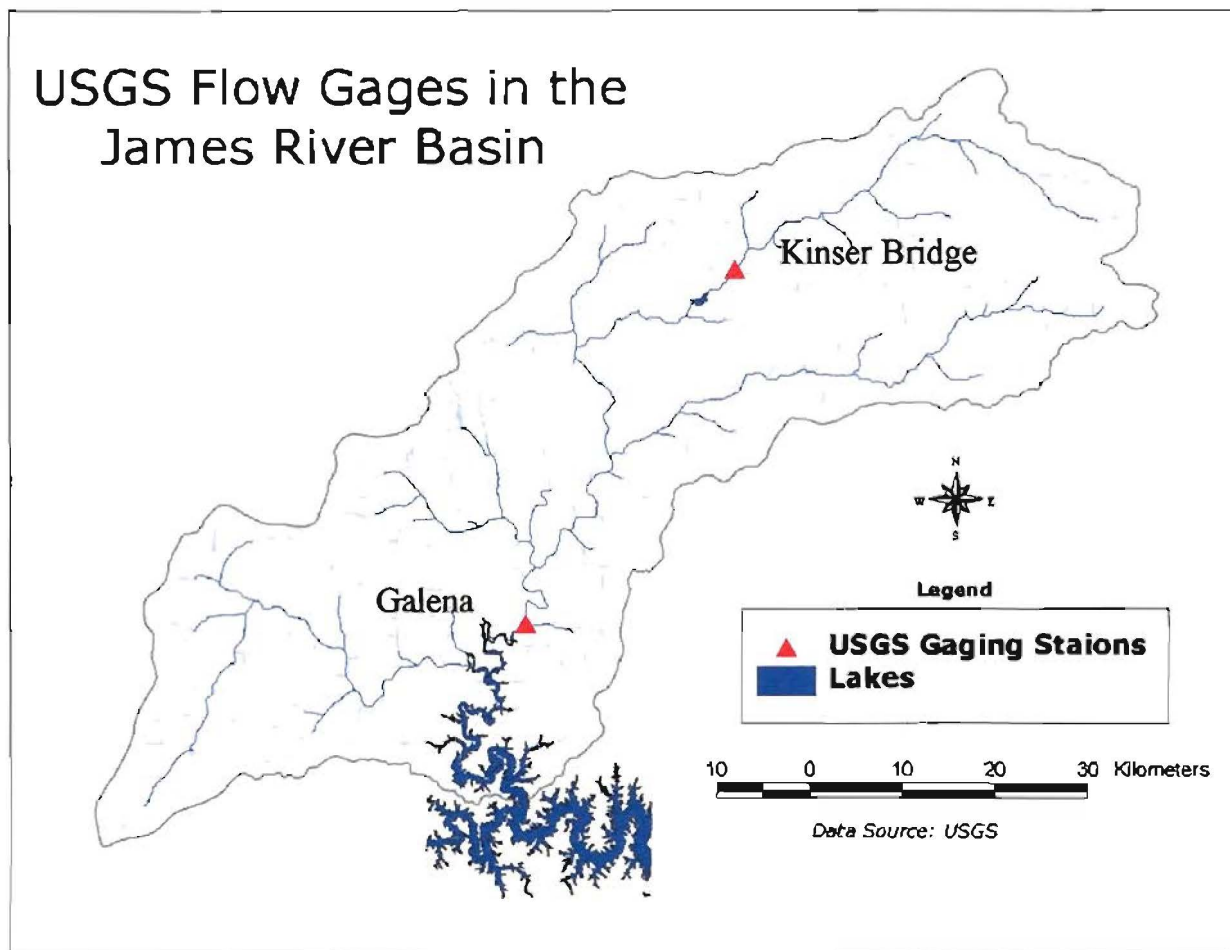 USGS Flow Gages in the
James River Basin
Kinser Bridge
N
W E
S
Galena
Legend
USGS Gaging Staions
Lakes
10 0 10 20 30 Kilometers
Data Source: USGS